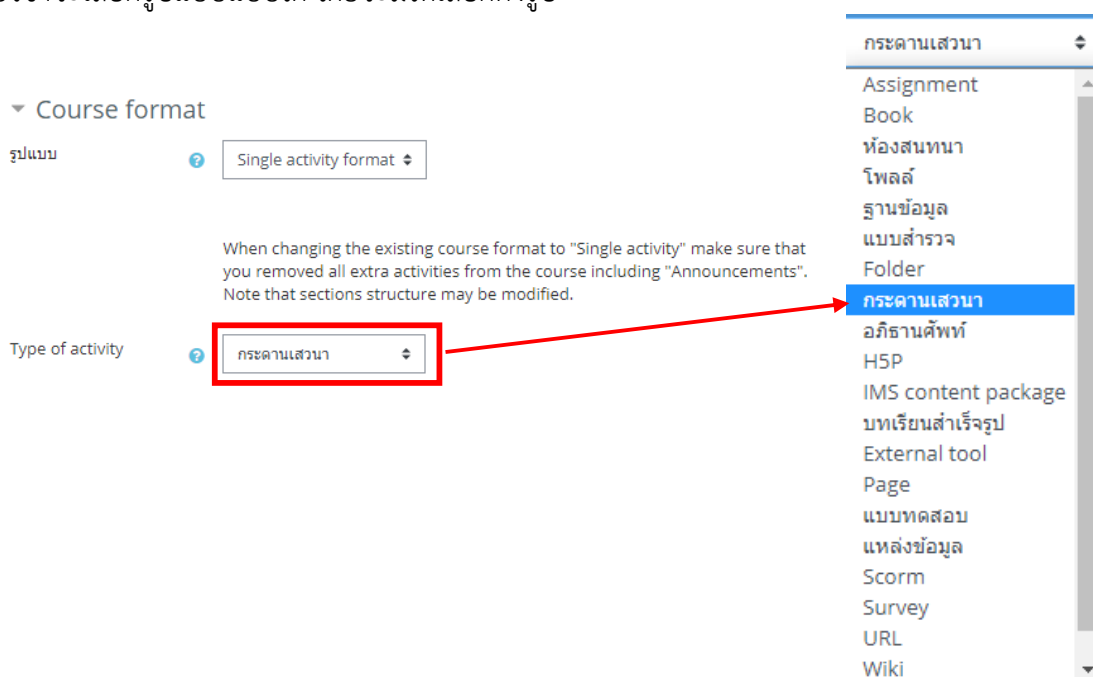 Course format
รูปแบบ
Single activity format
When changing the existing course format to "Single activity" make sure that
you removed all extra activities from the course including "Announcements".
Note that sections structure may be modified.
Type of activity
กระดานเสวนา
กระดานเสวนา
Assignment
Book
ห้องสนทนา
โพลล์
ฐานข้อมูล
แบบสำรวจ
Folder
กระดานเสวนา
อภิธานศัพท์
H5P
IMS content package
บทเรียนสำเร็จรูป
External tool
Page
แบบทดสอบ
แหล่งข้อมูล
Scorm
Survey
URL
Wiki